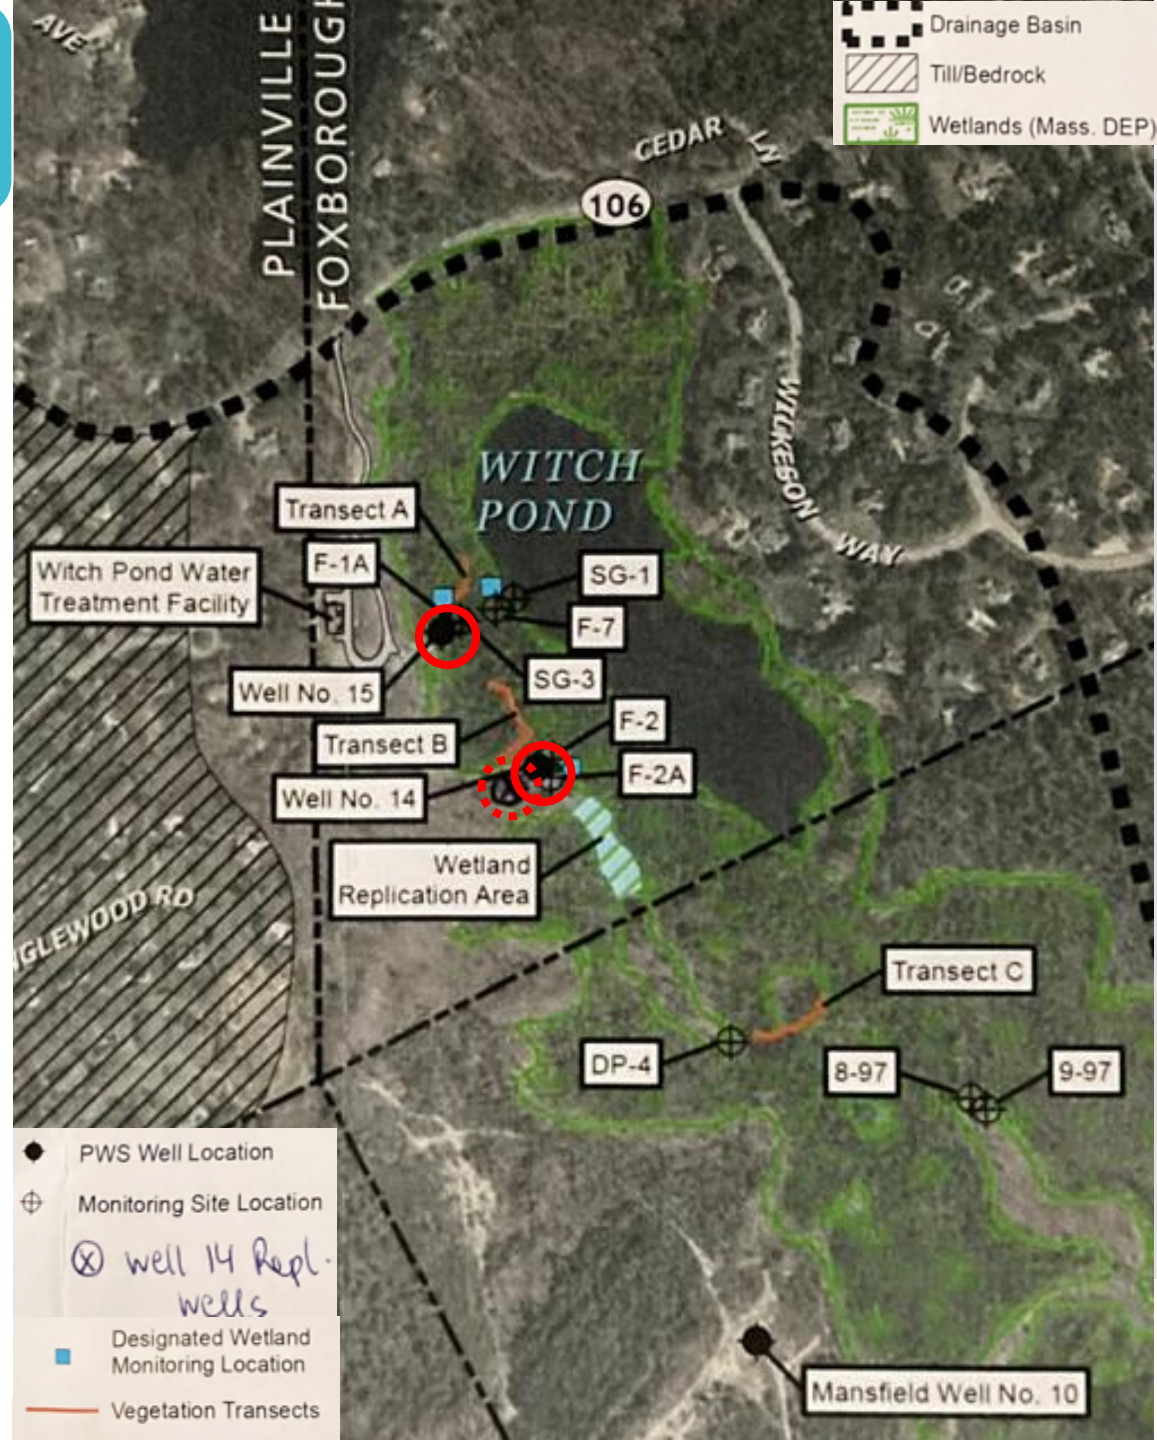 AVE
PLAINVILLE
FOXBOROUGH
Drainage Basin
Till/Bedrock
Wetlands (Mass. DEP)
CEDAR LN
106
WILKESON WAY
WITCH
POND
Transect A
F-1A
SG-1
Witch Pond Water
Treatment Facility
F-7
SG-3
Well No. 15
F-2
Transect B
F-2A
Well No. 14
Wetland
Replication Area
NGLEWOOD RD
Transect C
DP-4
8-97
9-97
PWS Well Location
Monitoring Site Location
well 14 Repl.
wells
Designated Wetland
Monitoring Location
Vegetation Transects
Mansfield Well No. 10